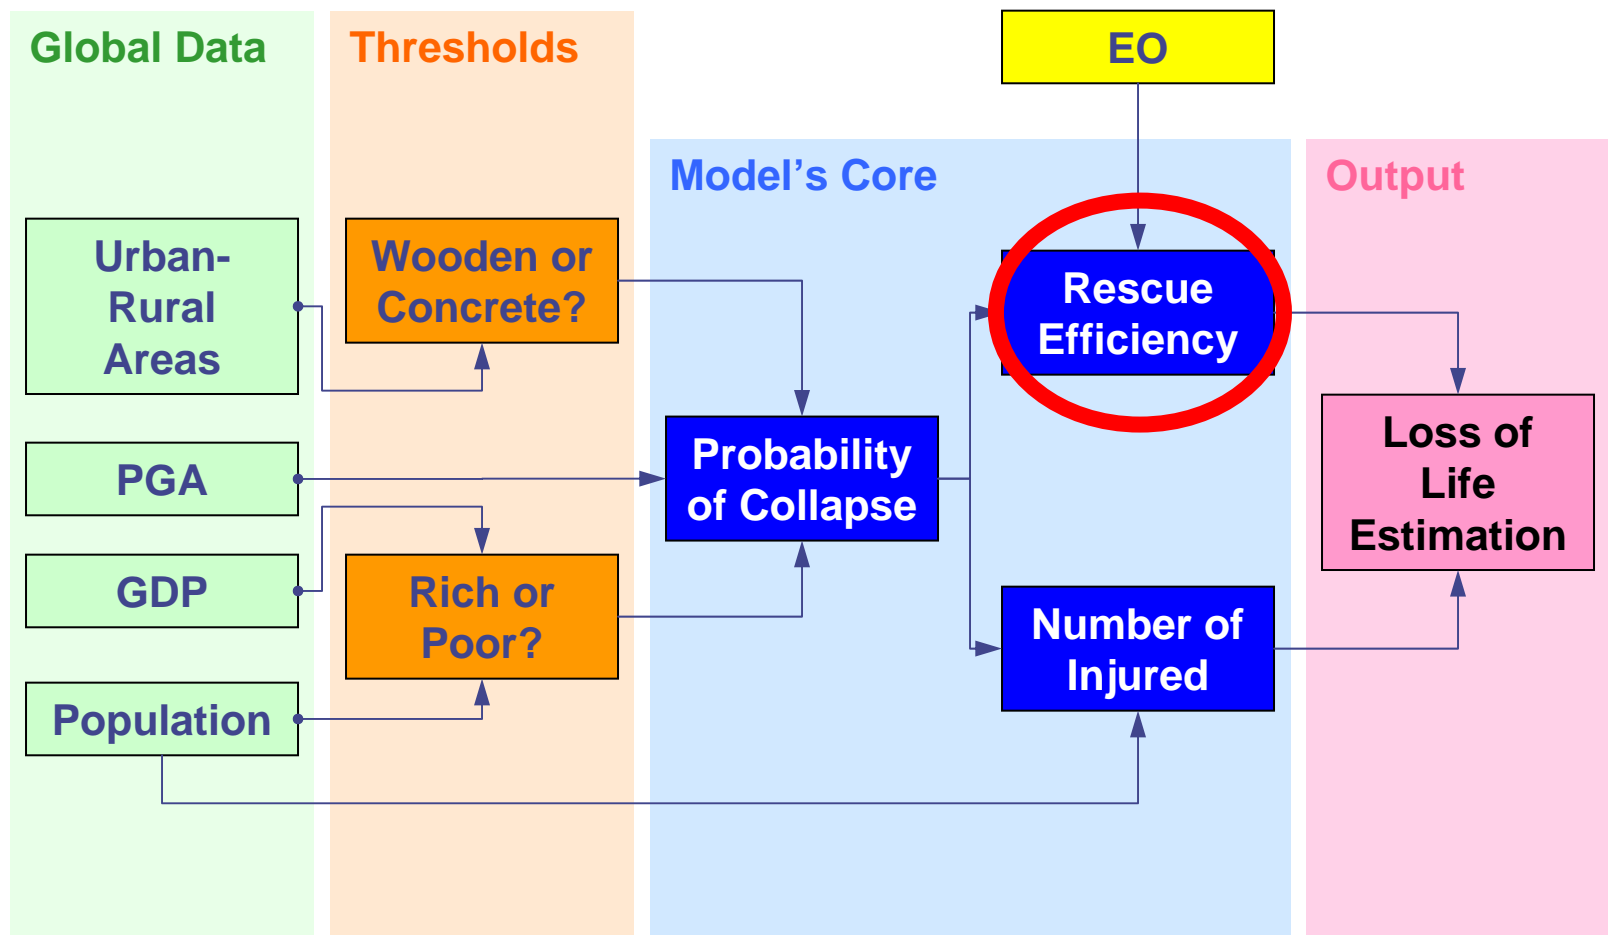 Global Data
Thresholds
EO
Model’s Core
Output
Urban-
Rural
Areas
Wooden or
Concrete?
Rescue
Efficiency
PGA
Probability
of Collapse
Loss of
Life
Estimation
GDP
Rich or
Poor?
Number of
Injured
Population